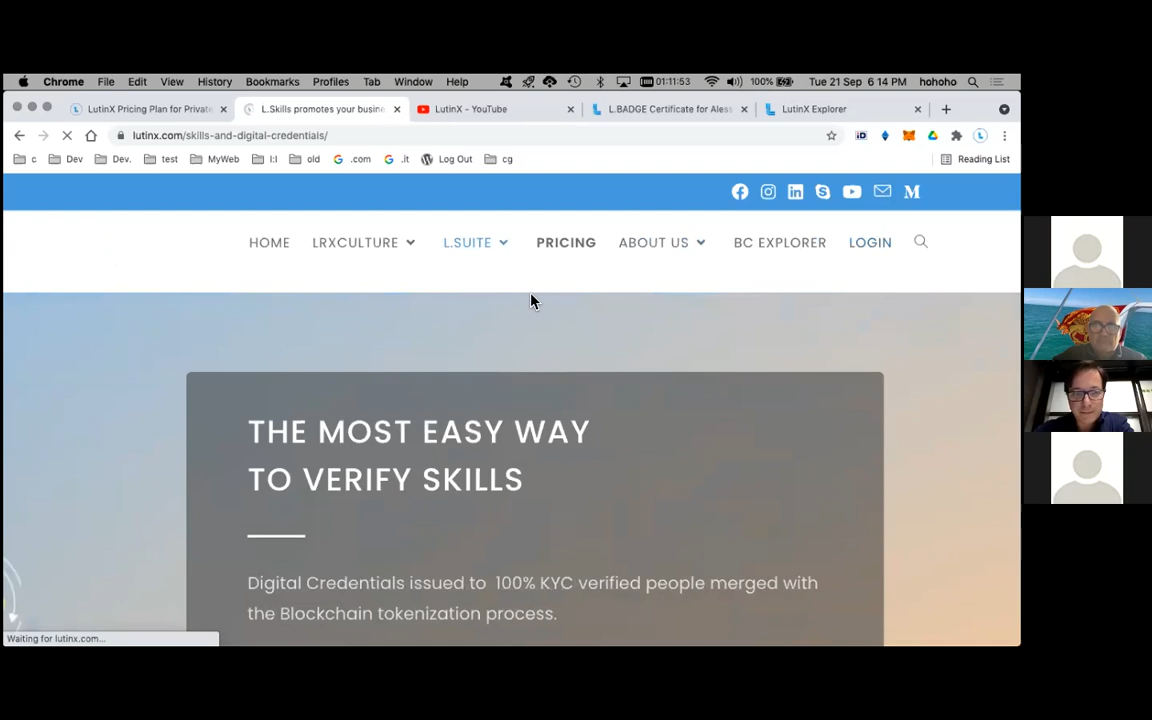 Chrome File Edit View History Bookmarks Profiles Tab Window Help 01:11:53 100% Tue 21 Sep 6:14 PM hohoho
LutinX Pricing Plan for Private L.Skills promotes your busine LutinX - YouTube L.BADGE Certificate for Aless LutinX Explorer
lutinx.com/skills-and-digital-credentials/
c Dev Dev. test MyWeb l:l old .com .it Log Out cg Reading List
HOME LRXCULTURE L.SUITE PRICING ABOUT US BC EXPLORER LOGIN
THE MOST EASY WAY
TO VERIFY SKILLS
Digital Credentials issued to 100% KYC verified people merged with
the Blockchain tokenization process.
Waiting for lutinx.com...